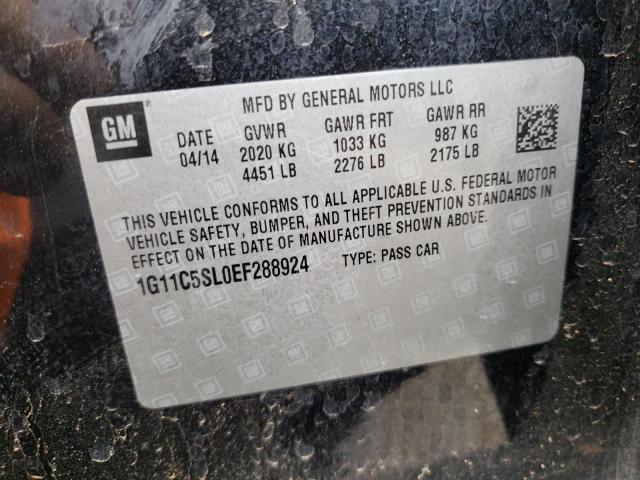 MFD BY GENERAL MOTORS LLC
GM®
DATE GVWR GAWR FRT GAWR RR
04/14 2020 KG 1033 KG 987 KG
4451 LB 2276 LB 2175 LB
THIS VEHICLE CONFORMS TO ALL APPLICABLE U.S. FEDERAL MOTOR
VEHICLE SAFETY, BUMPER, AND THEFT PREVENTION STANDARDS IN
EFFECT ON THE DATE OF MANUFACTURE SHOWN ABOVE.
1G11C5SL0EF288924 TYPE: PASS CAR